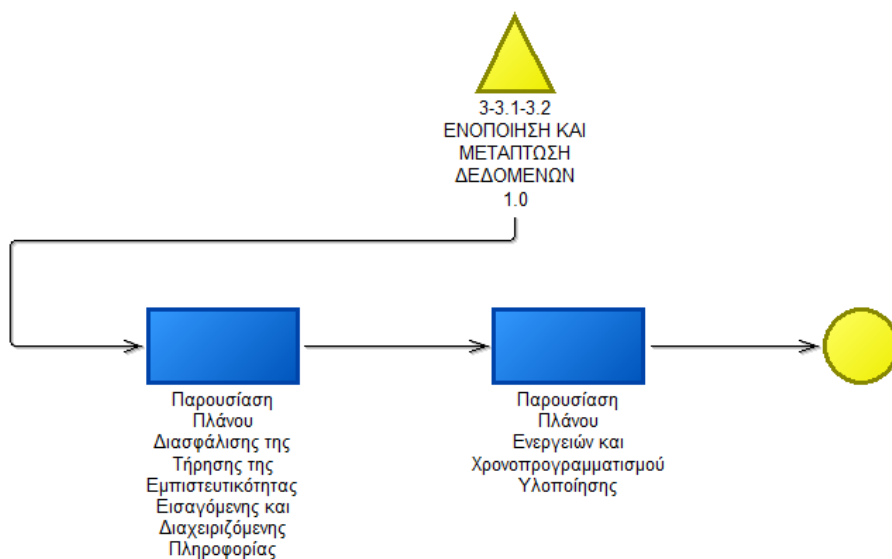 3-3.1-3.2
ΕΝΟΠΟΙΗΣΗ ΚΑΙ
ΜΕΤΑΠΤΩΣΗ
ΔΕΔΟΜΕΝΩΝ
1.0
Παρουσίαση
Πλάνου
Διασφάλισης της
Τήρησης της
Εμπιστευτικότητας
Εισαγόμενης και
Διαχειριζόμενης
Πληροφορίας
Παρουσίαση
Πλάνου
Ενεργειών και
Χρονοπρογραμματισμού
Υλοποίησης